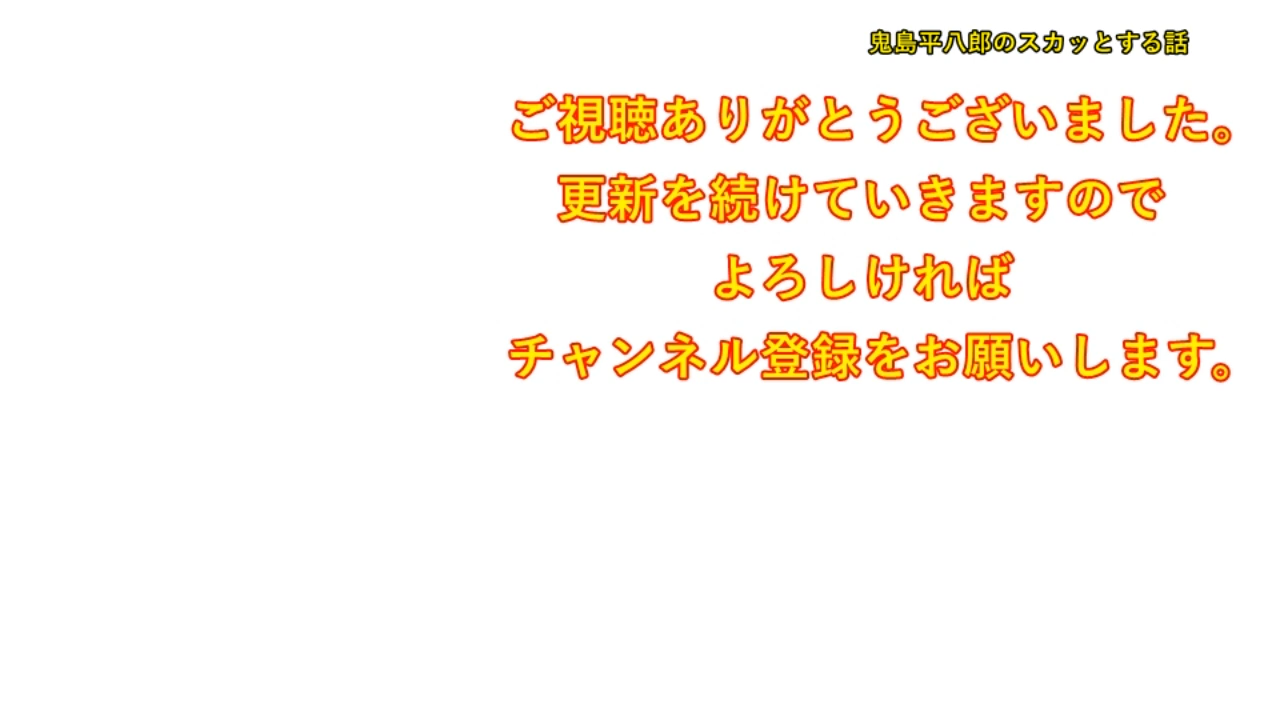 鬼島平八郎のスカッとする話
ご視聴ありがとうございました。
更新を続けていきますので
よろしければ
チャンネル登録をお願いします。